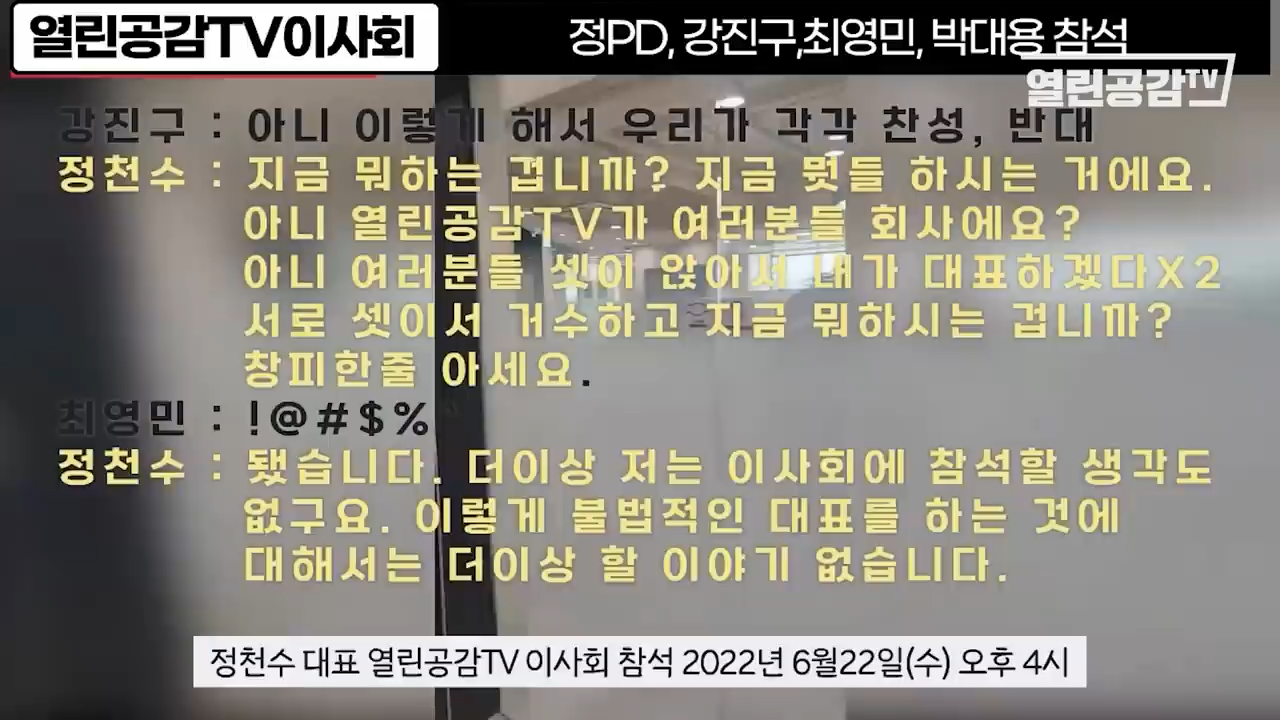 열린공감TV이사회
정PD, 강진구,최영민, 박대용 참석
열린공감TV
강진구 : 아니 이렇게 해서 우리가 각각 찬성, 반대
정천수 : 지금 뭐하는 겁니까? 지금 뭣들 하시는 거에요.
아니 열린공감TV가 여러분들 회사에요?
아니 여러분들 셋이 앉아서 내가 대표하겠다X2
서로 셋이서 거수하고 지금 뭐하시는 겁니까?
창피한줄 아세요.
최영민 : !@#$%
정천수 : 됐습니다. 더이상 저는 이사회에 참석할 생각도
없구요. 이렇게 불법적인 대표를 하는 것에
대해서는 더이상 할 이야기 없습니다.
정천수 대표 열린공감TV 이사회 참석 2022년 6월22일(수) 오후 4시